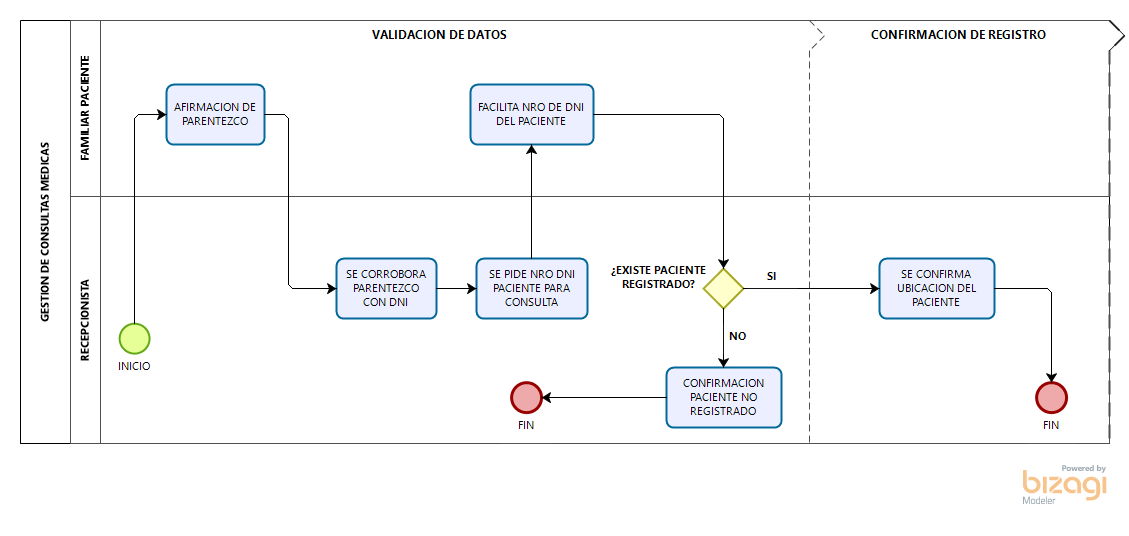 VALIDACION DE DATOS
CONFIRMACION DE REGISTRO
GESTION DE CONSULTAS MEDICAS
FAMILIAR PACIENTE
AFIRMACION DE
PARENTEZCO
FACILITA NRO DE DNI
DEL PACIENTE
RECEPCIONISTA
INICIO
SE CORROBORA
PARENTEZCO
CON DNI
SE PIDE NRO DNI
PACIENTE PARA
CONSULTA
¿EXISTE PACIENTE
REGISTRADO?
SI
SE CONFIRMA
UBICACION DEL
PACIENTE
NO
CONFIRMACION
PACIENTE NO
REGISTRADO
FIN
FIN
Powered by
bizagi
Modeler